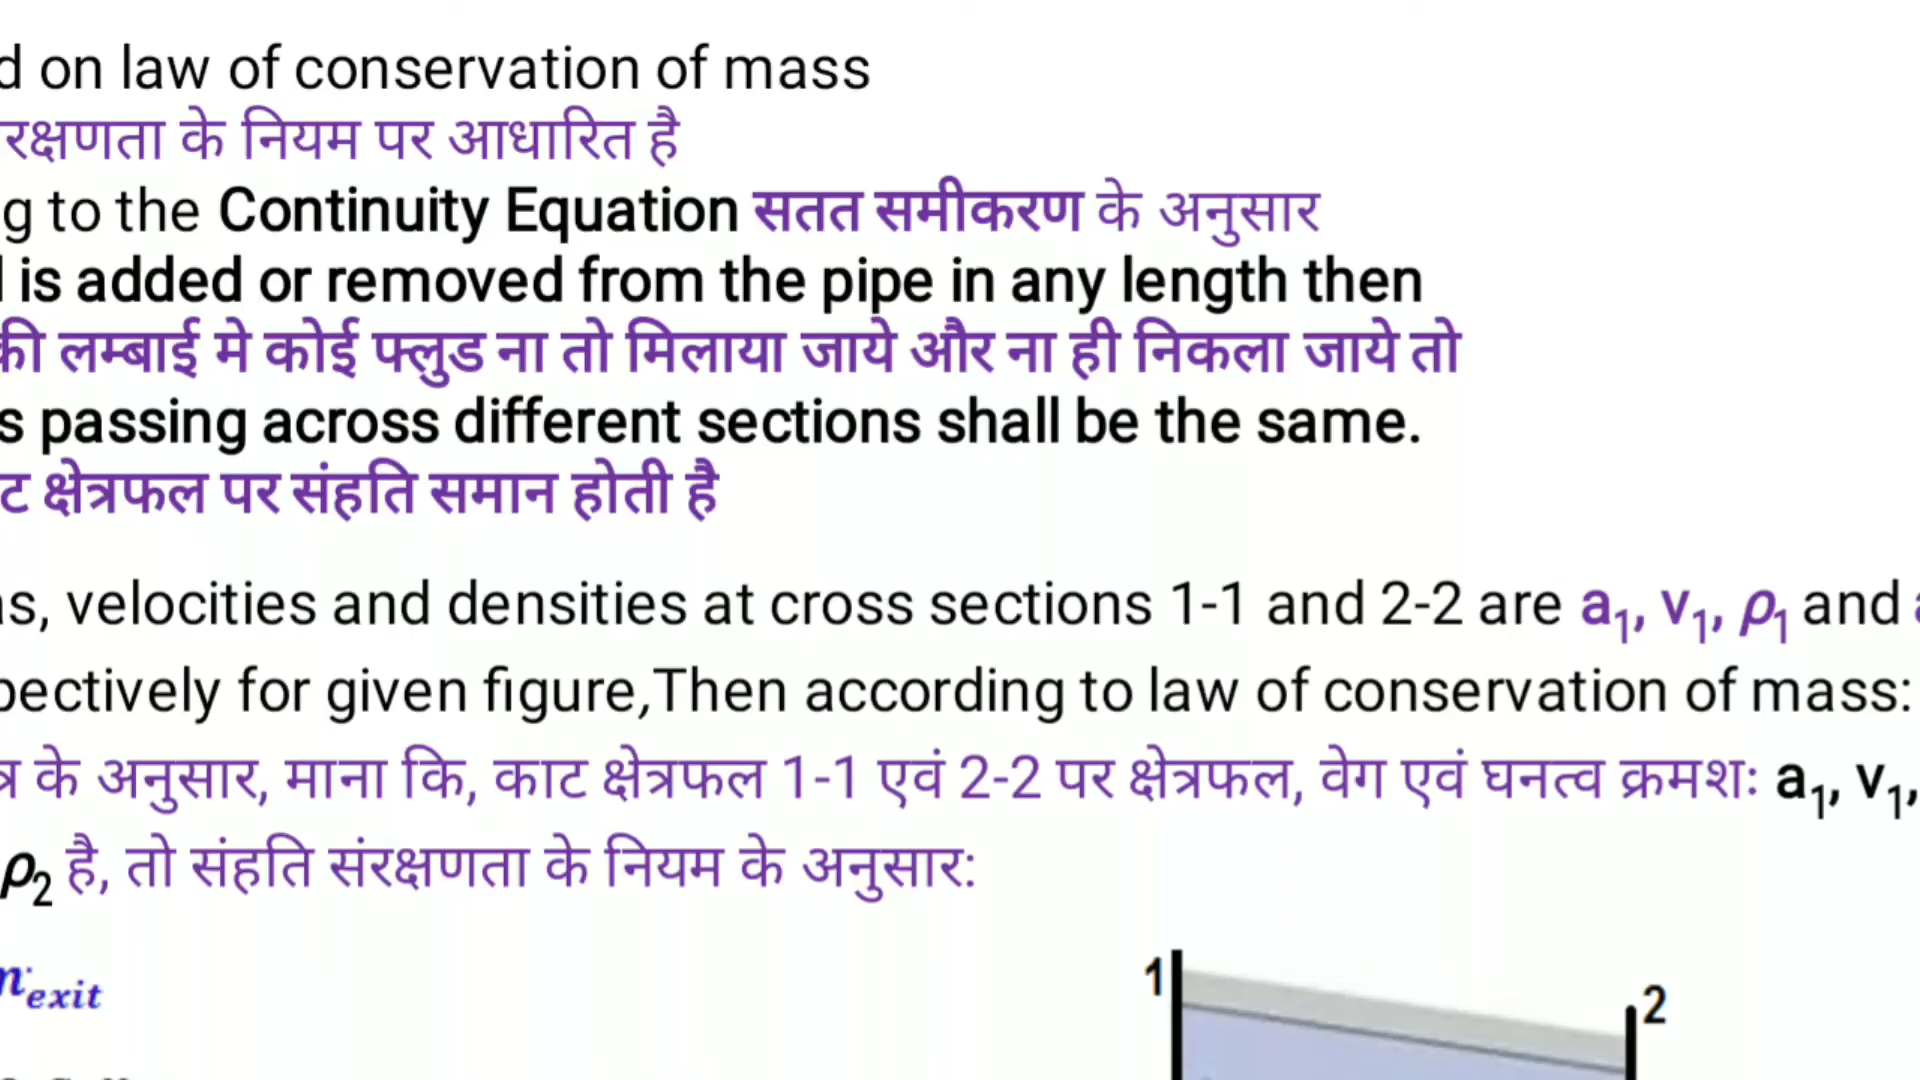 on law of conservation of mass
के नियम पर आधारित है
to the Continuity Equation सतत समीकरण के अनुसार
is added or removed from the pipe in any length then
की लम्बाई मे कोई फ्लुड ना तो मिलाया जाये और ना ही निकला जाये तो
passing across different sections shall be the same.
क्षेत्रफल पर संहति समान होती है
velocities and densities at cross sections 1-1 and 2-2 are a₁, v₁, ρ₁ and
for given figure,Then according to law of conservation of mass:
के अनुसार, माना कि, काट क्षेत्रफल 1-1 एवं 2-2 पर क्षेत्रफल, वेग एवं घनत्व क्रमशः a₁, v₁,
ρ₂ है, तो संहति संरक्षणता के नियम के अनुसार:
exit
1
2